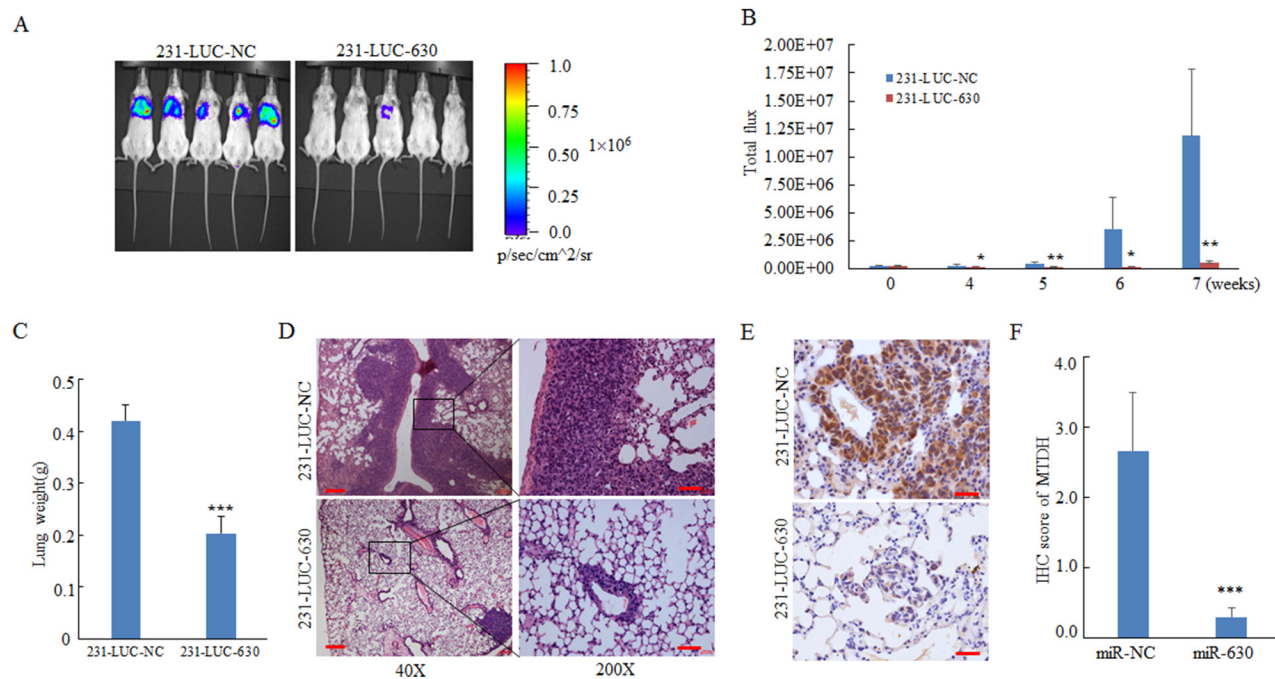 A
231-LUC-NC
231-LUC-630
1.0
0.75
0.50
0.25
0.0
1×10⁶
p/sec/cm^2/sr
B
2.00E+07
1.75E+07
1.50E+07
1.25E+07
1.00E+07
7.50E+06
5.00E+06
2.50E+06
0.00E+00
Total flux
231-LUC-NC
231-LUC-630
*
**
*
**
0 4 5 6 7 (weeks)
C
0.5
0.4
0.3
0.2
0.1
0
Lung weight(g)
***
231-LUC-NC 231-LUC-630
D
231-LUC-NC
231-LUC-630
40X 200X
E
231-LUC-NC
231-LUC-630
F
4.0
3.0
2.0
1.0
0.0
IHC score of MTDH
***
miR-NC miR-630